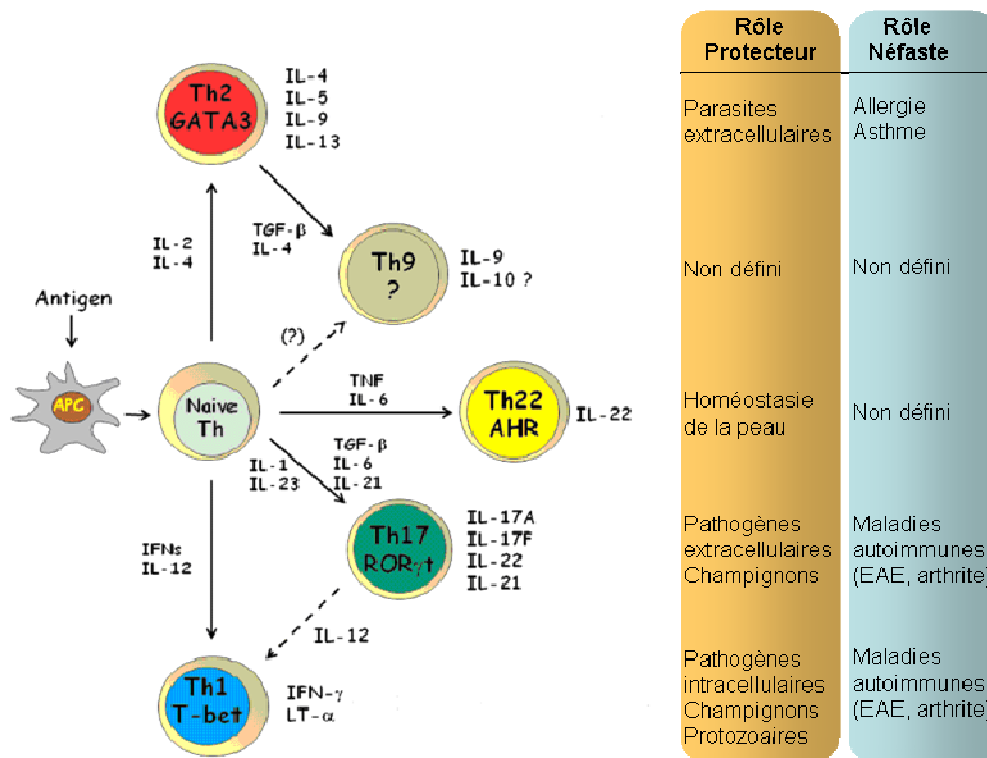 Th2
GATA3
IL-4
IL-5
IL-9
IL-13
IL-2
IL-4
TGF-β
IL-4
Th9
?
IL-9
IL-10 ?
Antigen
APC
Naive
Th
(?)
TNF
IL-6
Th22
AHR
IL-22
IL-1
IL-23
TGF-β
IL-6
IL-21
Th17
RORγt
IL-17A
IL-17F
IL-22
IL-21
IFNs
IL-12
IL-12
Th1
T-bet
IFN-γ
LT-α
Rôle
Protecteur
Parasites
extracellulaires
Non défini
Homéostasie
de la peau
Pathogènes
extracellulaires
Champignons
Pathogènes
intracellulaires
Champignons
Protozoaires
Rôle
Néfaste
Allergie
Asthme
Non défini
Non défini
Maladies
autoimmunes
(EAE, arthrite)
Maladies
autoimmunes
(EAE, arthrite)